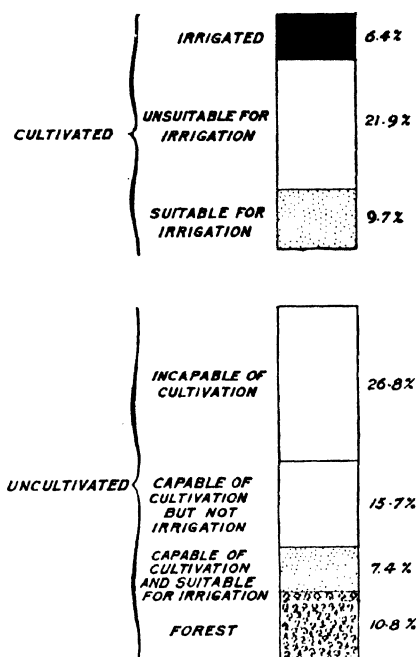 IRRIGATED 6.4%
CULTIVATED
UNSUITABLE FOR
IRRIGATION 21.9%
SUITABLE FOR
IRRIGATION 9.7%
UNCULTIVATED
INCAPABLE OF
CULTIVATION 26.8%
CAPABLE OF
CULTIVATION
BUT NOT
IRRIGATION 15.7%
CAPABLE OF
CULTIVATION
AND SUITABLE
FOR IRRIGATION 7.4%
FOREST 10.8%